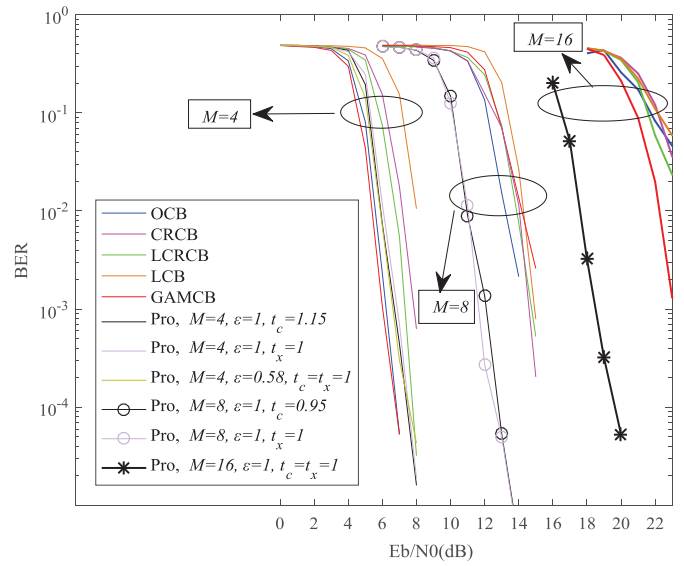 10^0
10^-1
10^-2
10^-3
10^-4
BER
M=16
M=4
M=8
OCB
CRCB
LCRCB
LCB
GAMCB
Pro, M=4, ε=1, t_c=1.15
Pro, M=4, ε=1, t_x=1
Pro, M=4, ε=0.58, t_c=t_x=1
Pro, M=8, ε=1, t_c=0.95
Pro, M=8, ε=1, t_x=1
Pro, M=16, ε=1, t_c=t_x=1
0 2 4 6 8 10 12 14 16 18 20 22
Eb/N0(dB)